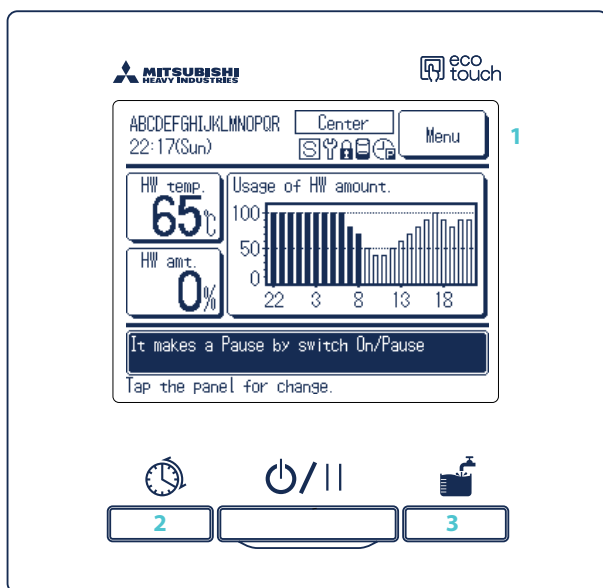 MITSUBISHI
HEAVY INDUSTRIES
eco
touch
ABCDEFGHIJKLMNOPQR
Center
Menu
1
22:17(Sun)
S
HW temp.
65℃
Usage of HW amount.
100
50
0
22 3 8 13 18
HW amt.
0%
It makes a Pause by switch On/Pause
Tap the panel for change.
2
3